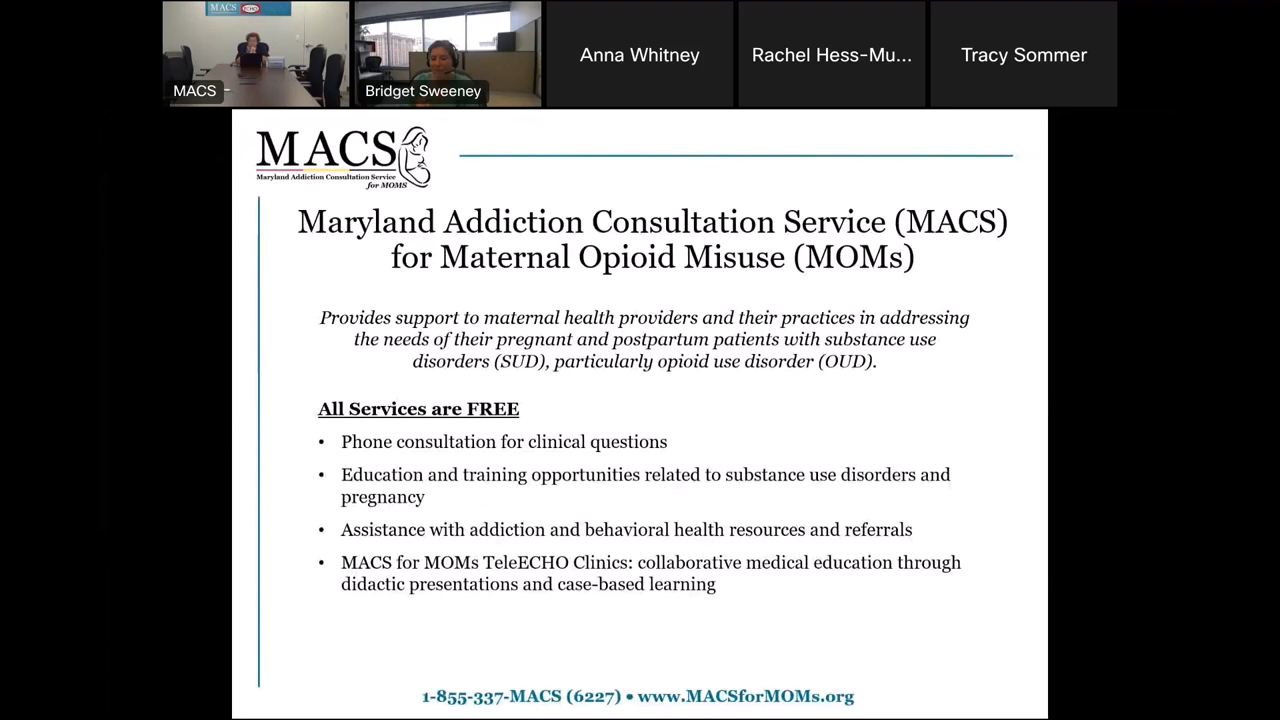 MACS ECHO
MACS
Bridget Sweeney
Anna Whitney
Rachel Hess-Mu...
Tracy Sommer
MACS
Maryland Addiction Consultation Service
for MOMS
Maryland Addiction Consultation Service (MACS)
for Maternal Opioid Misuse (MOMs)
Provides support to maternal health providers and their practices in addressing
the needs of their pregnant and postpartum patients with substance use
disorders (SUD), particularly opioid use disorder (OUD).
All Services are FREE
• Phone consultation for clinical questions
• Education and training opportunities related to substance use disorders and
pregnancy
• Assistance with addiction and behavioral health resources and referrals
• MACS for MOMs TeleECHO Clinics: collaborative medical education through
didactic presentations and case-based learning
1-855-337-MACS (6227) • www.MACSforMOMs.org